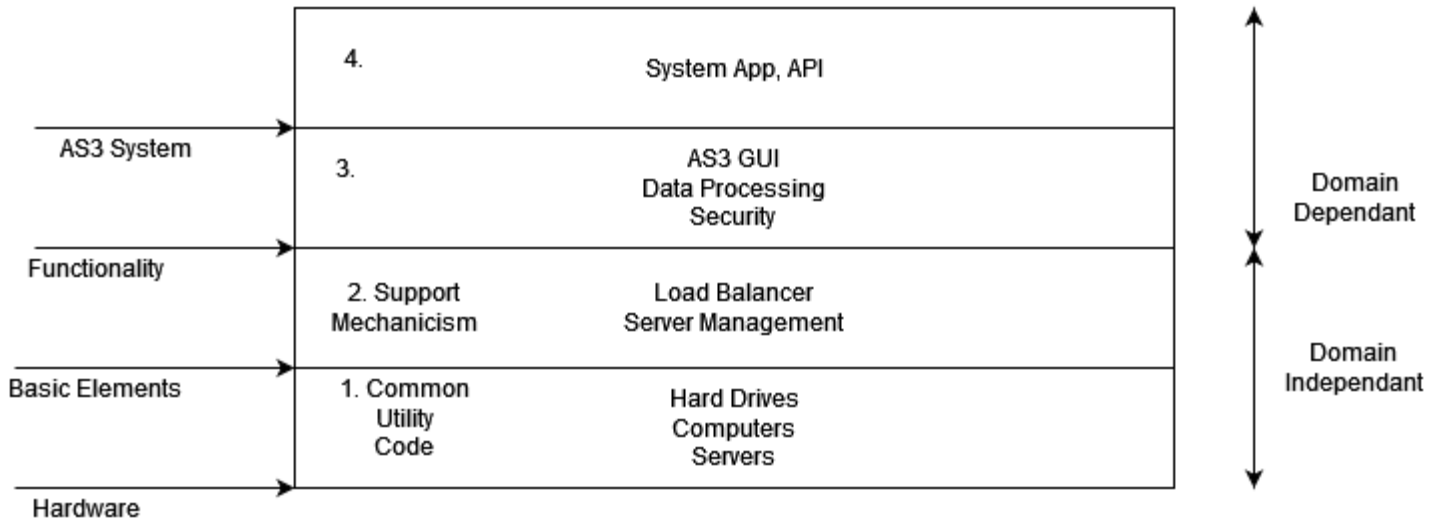 4.
System App, API
AS3 System
3.
AS3 GUI
Data Processing
Security
Domain
Dependant
Functionality
2. Support
Mechanicism
Load Balancer
Server Management
Domain
Independant
Basic Elements
1. Common
Utility
Code
Hard Drives
Computers
Servers
Hardware